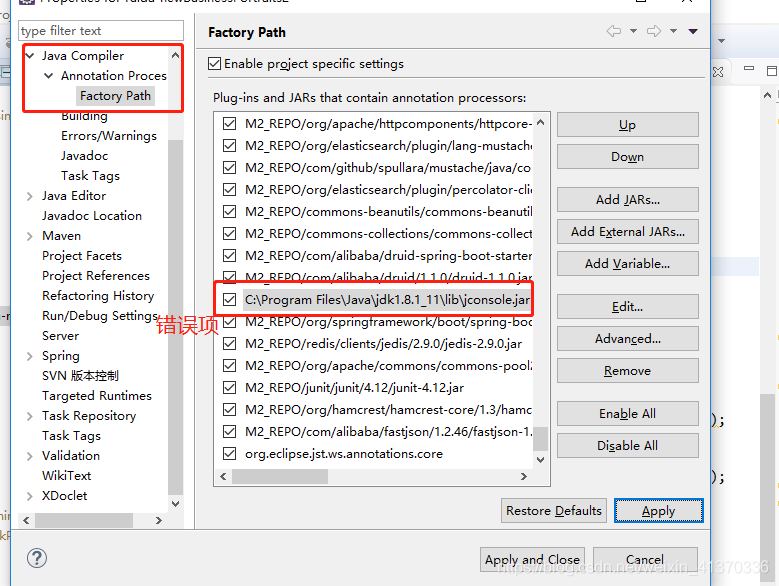 type filter text
Java Compiler
Annotation Proces
Factory Path
Building
Errors/Warnings
Javadoc
Task Tags
Java Editor
Javadoc Location
Maven
Project Facets
Project References
Refactoring History
Run/Debug Settings
Server
Spring
SVN 版本控制
Targeted Runtimes
Task Repository
Task Tags
Validation
WikiText
XDoclet
Factory Path
Enable project specific settings
Plug-ins and JARs that contain annotation processors:
M2_REPO/org/apache/httpcomponents/httpcore-
M2_REPO/org/elasticsearch/plugin/lang-mustache
M2_REPO/com/github/spullara/mustache/java/co
M2_REPO/org/elasticsearch/plugin/percolator-clie
M2_REPO/commons-beanutils/commons-beanutil
M2_REPO/commons-collections/commons-collect
M2_REPO/com/alibaba/druid-spring-boot-starter
M2_REPO/com/alibaba/druid/1.1.0/druid-1.1.0.jar
C:\Program Files\Java\jdk1.8.1_11\lib\jconsole.jar
错误项
M2_REPO/org/springframework/boot/spring-boo
M2_REPO/redis/clients/jedis/2.9.0/jedis-2.9.0.jar
M2_REPO/org/apache/commons/commons-pool2
M2_REPO/junit/junit/4.12/junit-4.12.jar
M2_REPO/org/hamcrest/hamcrest-core/1.3/hamc
M2_REPO/com/alibaba/fastjson/1.2.46/fastjson-1.
org.eclipse.jst.ws.annotations.core
Up
Down
Add JARs...
Add External JARs...
Add Variable...
Edit...
Advanced...
Remove
Enable All
Disable All
);
);
Restore Defaults
Apply
Apply and Close
Cancel
https://blog.csdn.net/weixin_41370336